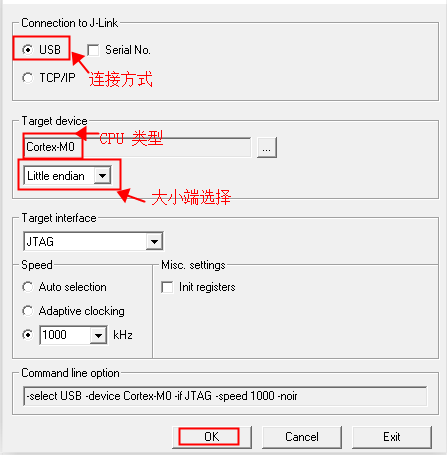 Connection to J-Link
USB
Serial No.
TCP/IP
连接方式
Target device
CPU 类型
Cortex-M0
...
Little endian
大小端选择
Target interface
JTAG
Speed
Misc. settings
Auto selection
Init registers
Adaptive clocking
1000 kHz
Command line option
-select USB -device Cortex-M0 -if JTAG -speed 1000 -noir
OK
Cancel
Exit